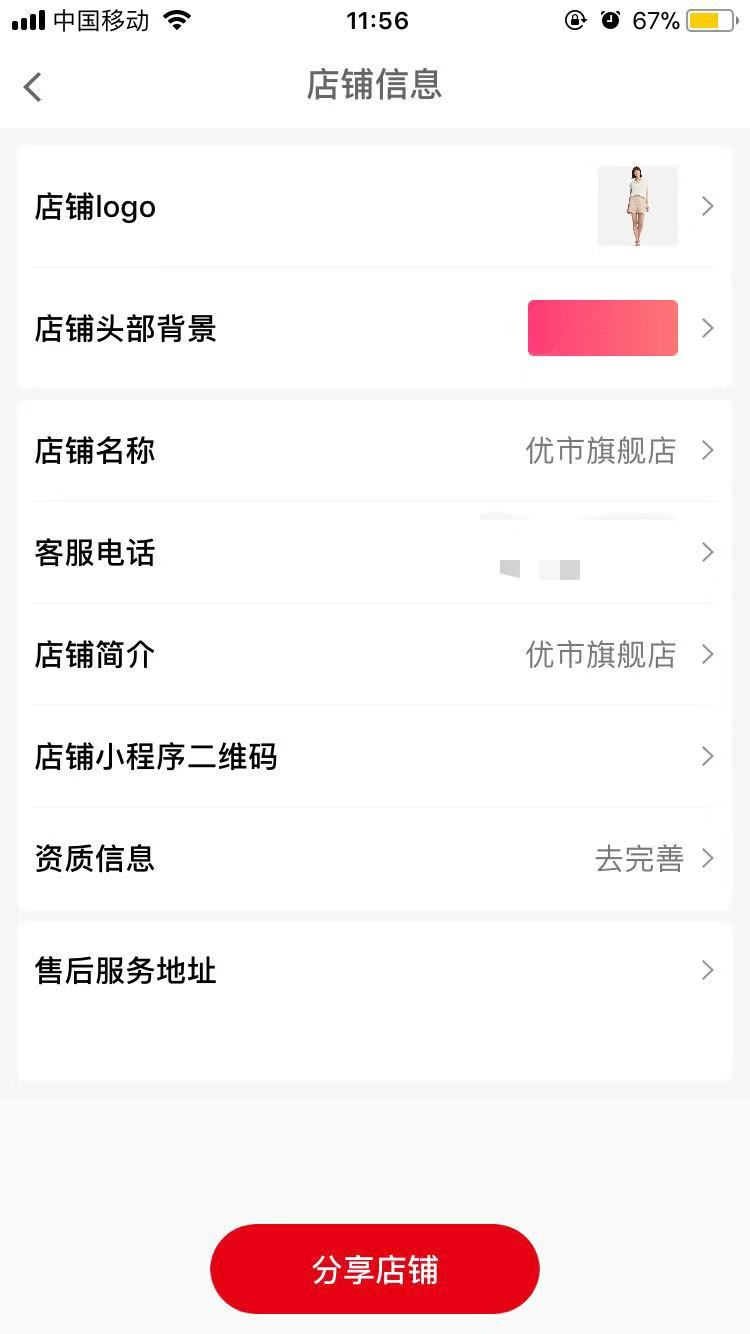 中国移动 11:56 67%
店铺信息
店铺logo
店铺头部背景
店铺名称 优市旗舰店
客服电话
店铺简介 优市旗舰店
店铺小程序二维码
资质信息 去完善
售后服务地址
分享店铺